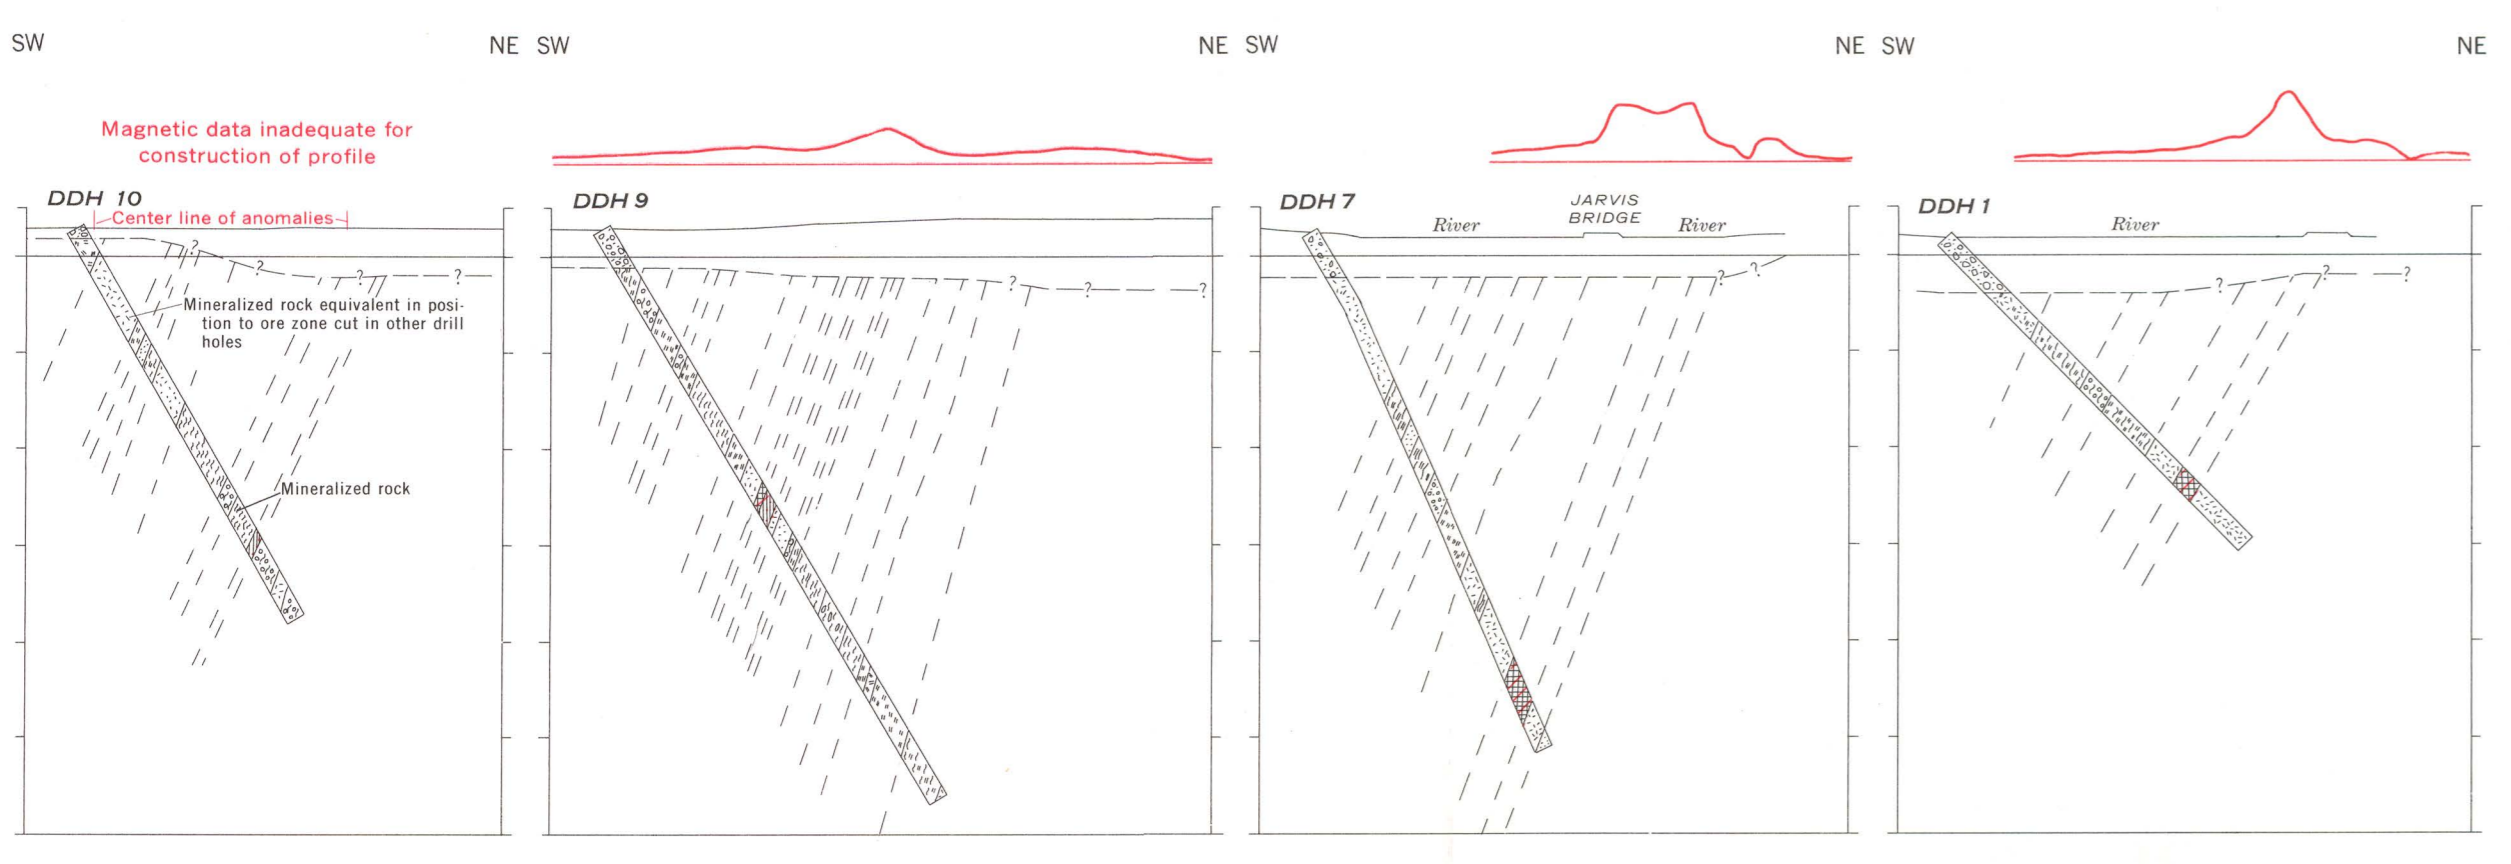 SW NE SW NE SW NE SW NE
Magnetic data inadequate for
construction of profile
DDH 10
Center line of anomalies
DDH 9
DDH 7
River
JARVIS
BRIDGE
River
DDH 1
River
?
?
?
?
?
?
?
?
?
?
?
?
Mineralized rock equivalent in posi-
tion to ore zone cut in other drill
holes
Mineralized rock